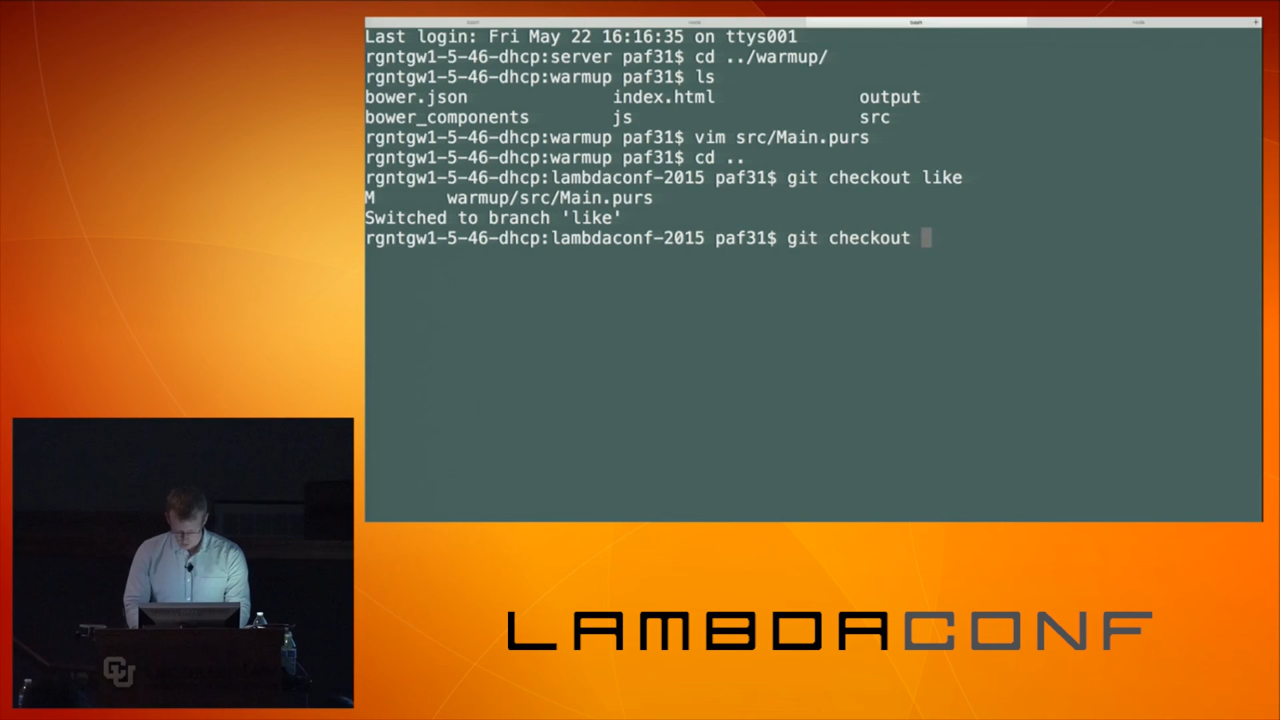 Last login: Fri May 22 16:16:35 on ttys001
rgntgw1-5-46-dhcp:server paf31$ cd ../warmup/
rgntgw1-5-46-dhcp:warmup paf31$ ls
bower.json index.html output
bower_components js src
rgntgw1-5-46-dhcp:warmup paf31$ vim src/Main.purs
rgntgw1-5-46-dhcp:warmup paf31$ cd ..
rgntgw1-5-46-dhcp:lambdaconf-2015 paf31$ git checkout like
M warmup/src/Main.purs
Switched to branch 'like'
rgntgw1-5-46-dhcp:lambdaconf-2015 paf31$ git checkout
LAMBDACONF
CU